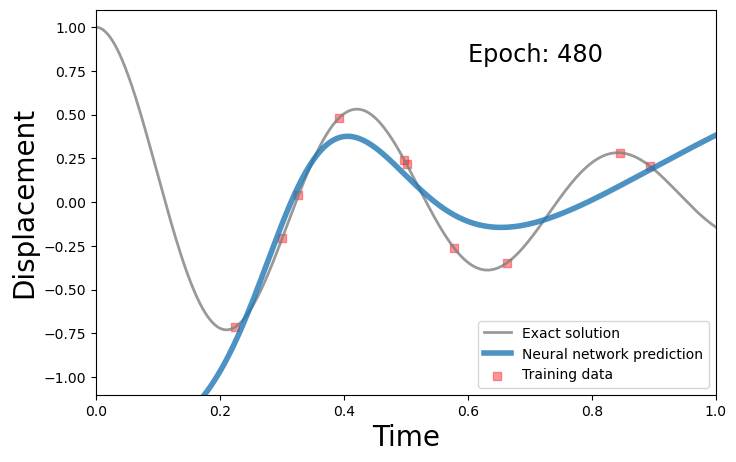 Epoch: 480
Displacement
1.00
0.75
0.50
0.25
0.00
−0.25
−0.50
−0.75
−1.00
Exact solution
Neural network prediction
Training data
0.0 0.2 0.4 0.6 0.8 1.0
Time